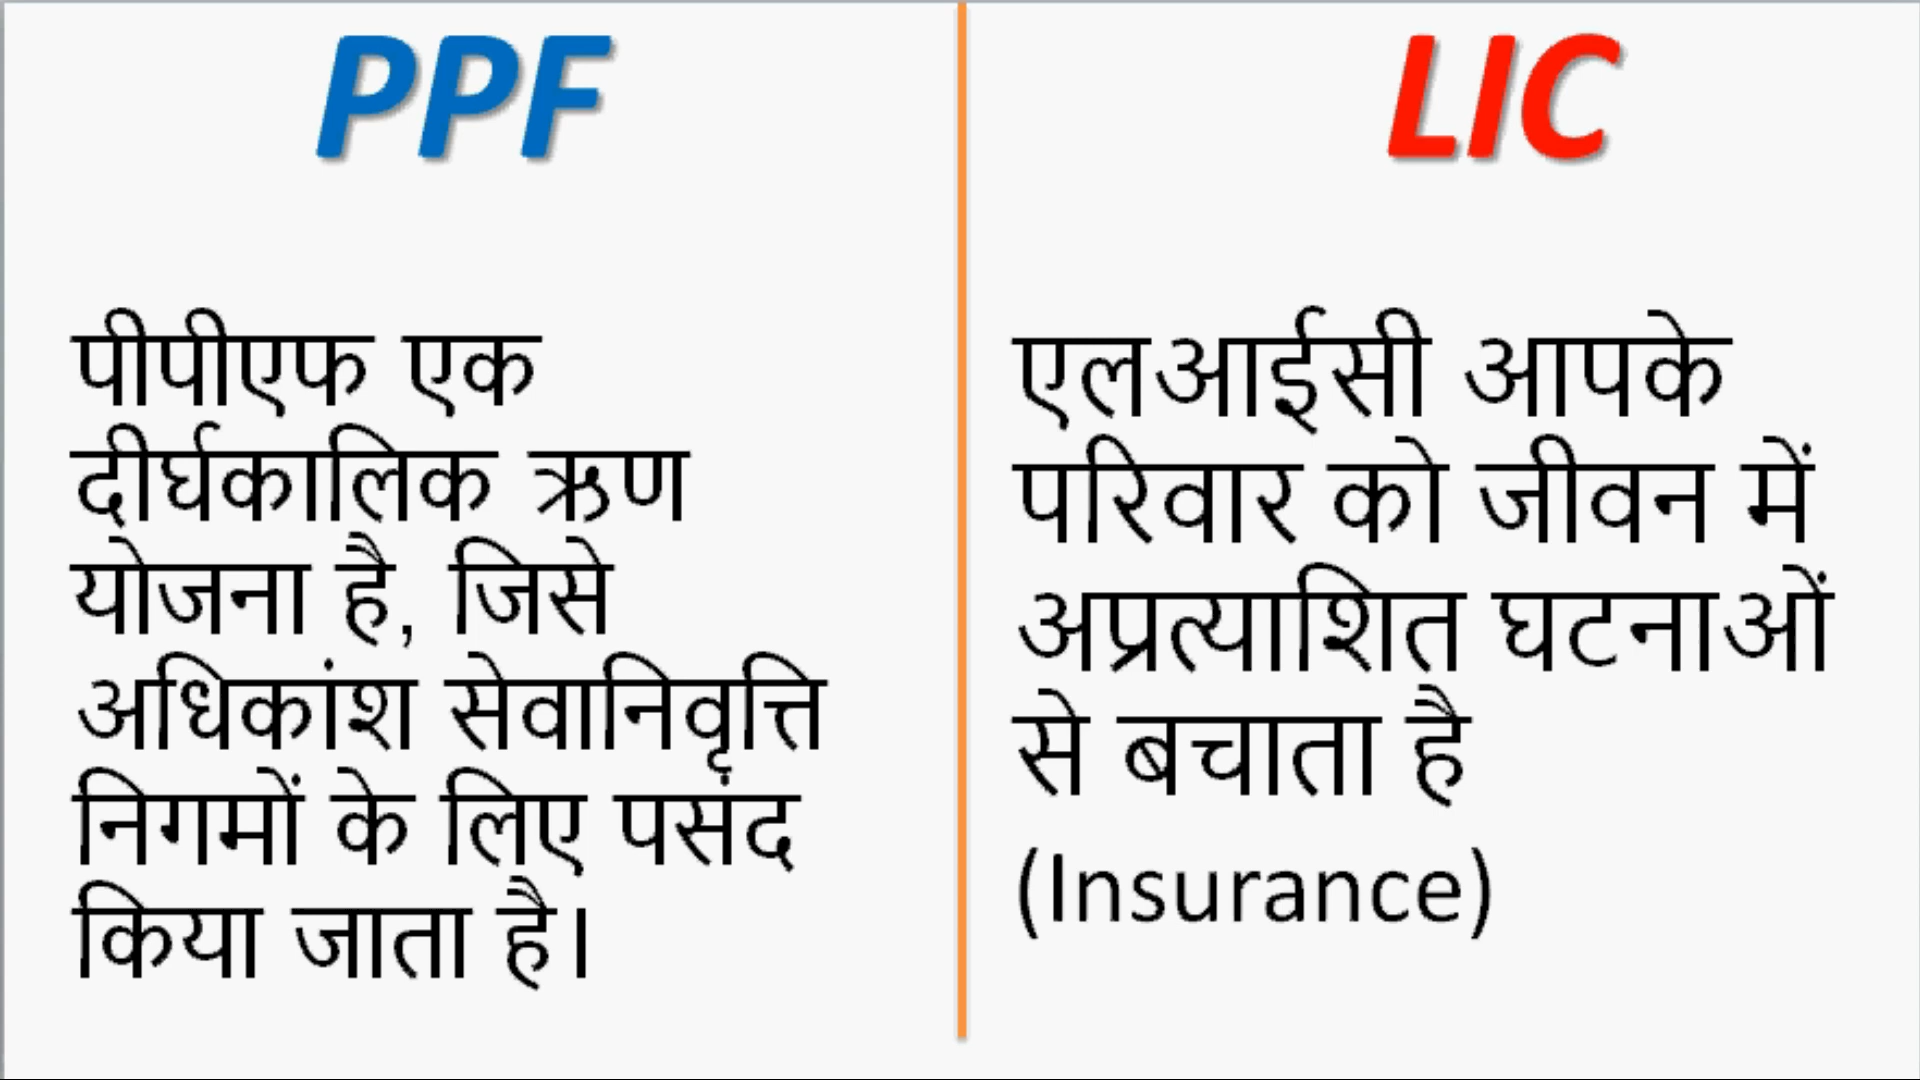 PPF
पीपीएफ एक
दीर्घकालिक ऋण
योजना है, जिसे
अधिकांश सेवानिवृत्ति
निगमों के लिए पसंद
किया जाता है।
LIC
एलआईसी आपके
परिवार को जीवन में
अप्रत्याशित घटनाओं
से बचाता है
(Insurance)